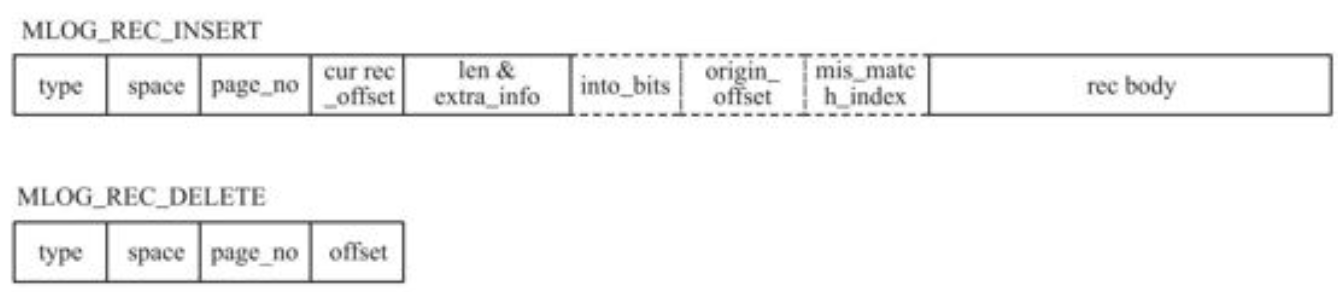 MLOG_REC_INSERT
type space page_no cur rec
_offset len &
extra_info into_bits origin_
offset mis_matc
h_index rec body
MLOG_REC_DELETE
type space page_no offset